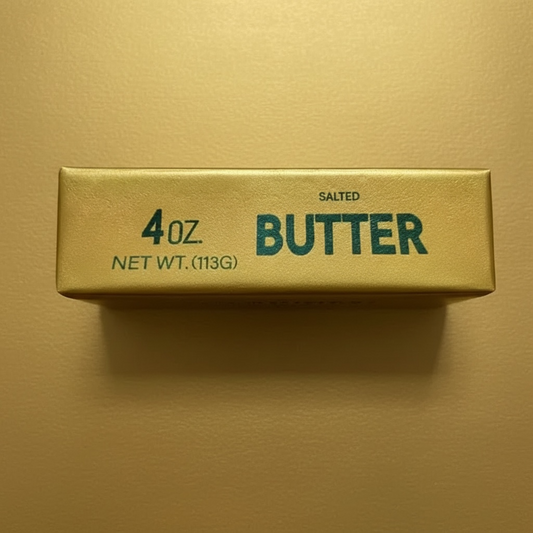 4 OZ.
NET WT. (113G)
SALTED
BUTTER